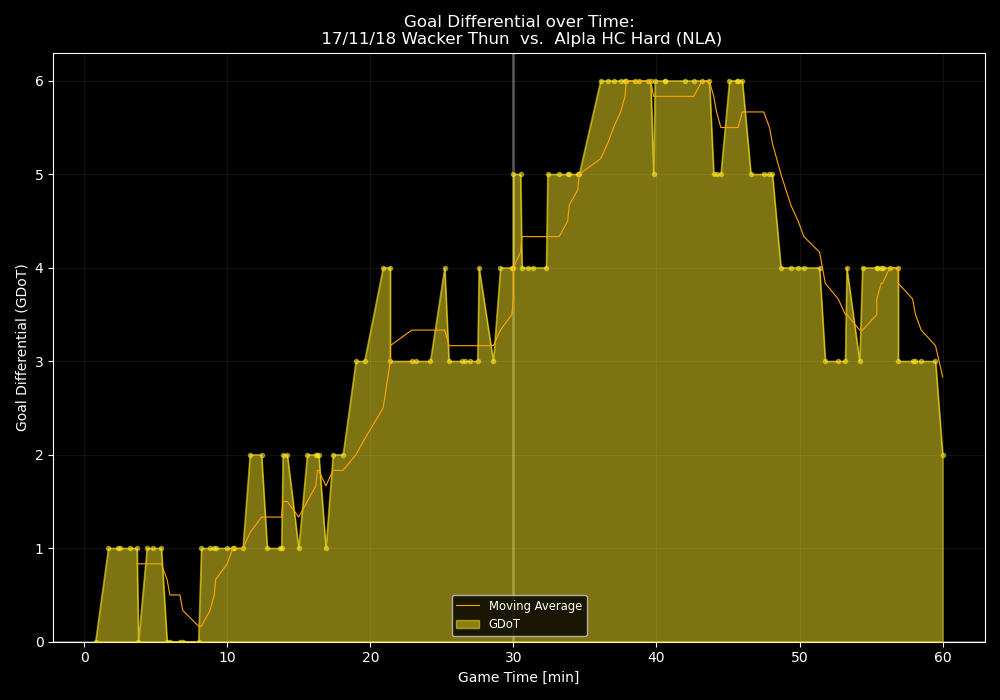 Goal Differential over Time:
17/11/18 Wacker Thun  vs.  Alpla HC Hard (NLA)
Goal Differential (GDoT)
6
5
4
3
2
1
0
Moving Average
GDoT
0 10 20 30 40 50 60
Game Time [min]